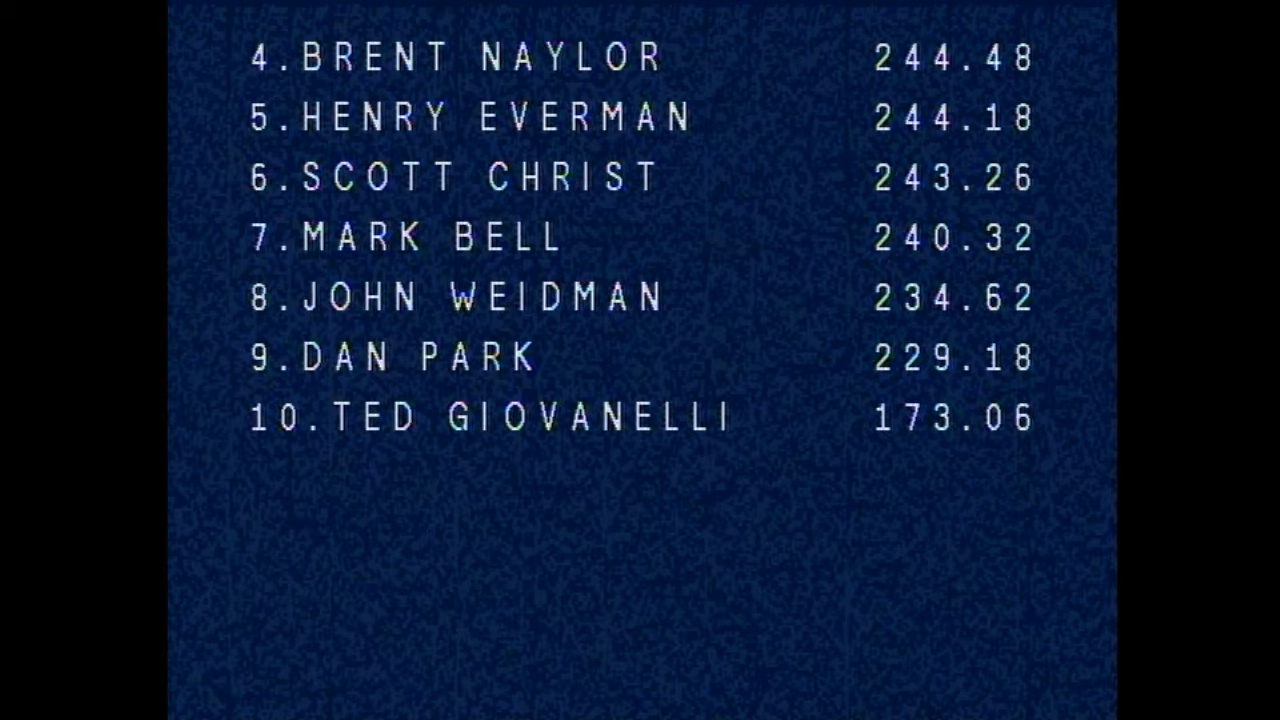 4.BRENT NAYLOR 244.48
5.HENRY EVERMAN 244.18
6.SCOTT CHRIST 243.26
7.MARK BELL 240.32
8.JOHN WEIDMAN 234.62
9.DAN PARK 229.18
10.TED GIOVANELLI 173.06